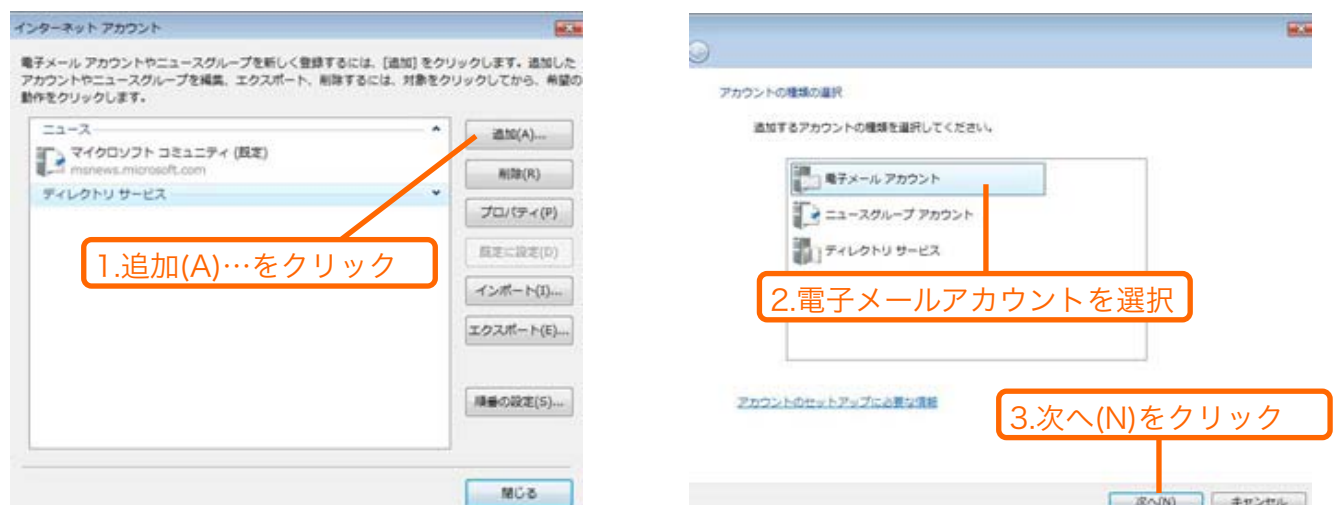 インターネット アカウント
電子メール アカウントやニュースグループを新しく登録するには、[追加] をクリックします。追加した
アカウントやニュースグループを編集、エクスポート、削除するには、対象をクリックしてから、希望の
動作をクリックします。
ニュース
マイクロソフト コミュニティ (既定)
msnews.microsoft.com
ディレクトリ サービス
追加(A)...
削除(R)
プロパティ(P)
既定に設定(D)
インポート(I)...
エクスポート(E)...
順番の設定(S)...
閉じる
1.追加(A)…をクリック
アカウントの種類の選択
追加するアカウントの種類を選択してください。
電子メール アカウント
ニュースグループ アカウント
ディレクトリ サービス
2.電子メールアカウントを選択
アカウントのセットアップに必要な情報
3.次へ(N)をクリック
次へ(N)
キャンセル